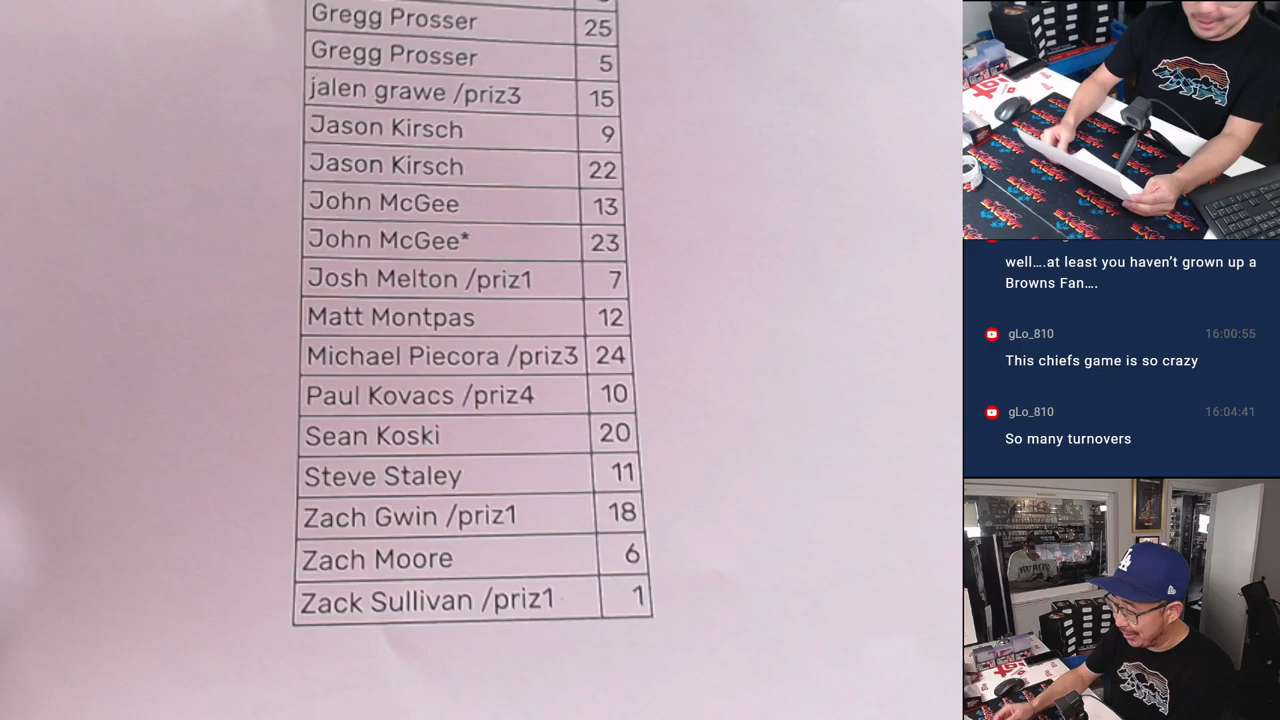 Gregg Prosser 25
Gregg Prosser 5
jalen grawe /priz3 15
Jason Kirsch 9
Jason Kirsch 22
John McGee 13
John McGee* 23
Josh Melton /priz1 7
Matt Montpas 12
Michael Piecora /priz3 24
Paul Kovacs /priz4 10
Sean Koski 20
Steve Staley 11
Zach Gwin /priz1 18
Zach Moore 6
Zack Sullivan /priz1 1
well....at least you haven't grown up a
Browns Fan....
gLo_810 16:00:55
This chiefs game is so crazy
gLo_810 16:04:41
So many turnovers
LA